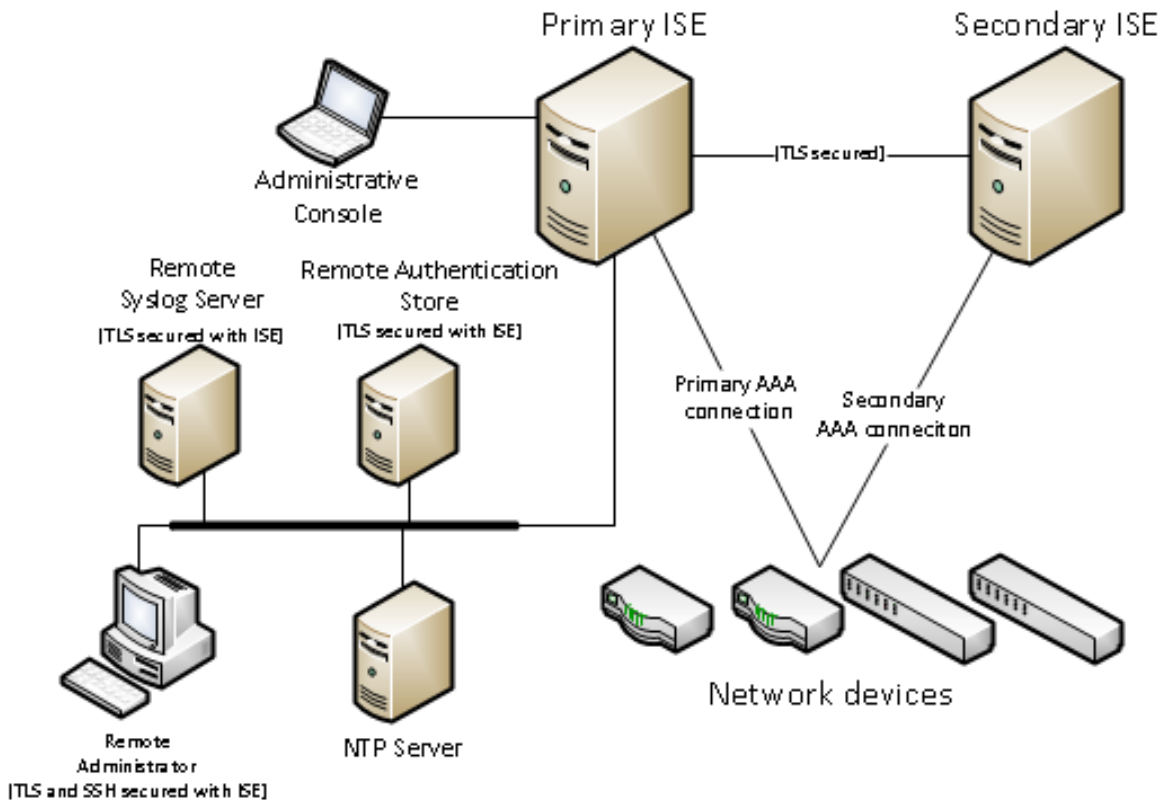 Primary ISE
Secondary ISE
Administrative
Console
[TLS secured]
Remote
Syslog Server
[TLS secured with ISE]
Remote Authentication
Store
[TLS secured with ISE]
Primary AAA
connection
Secondary
AAA conneciton
Network devices
Remote
Administrator
[TLS and SSH secured with ISE]
NTP Server